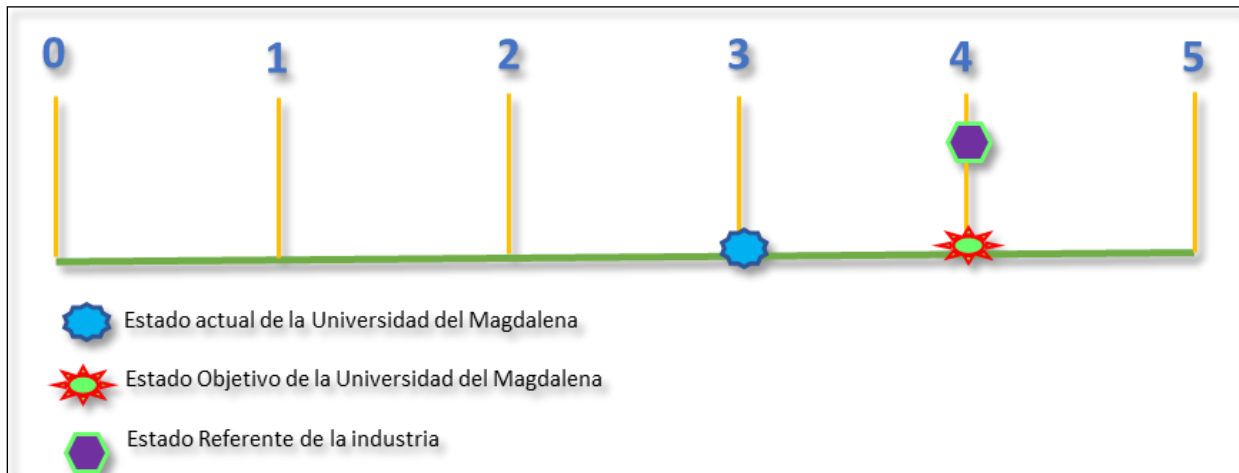 0 1 2 3 4 5
Estado actual de la Universidad del Magdalena
Estado Objetivo de la Universidad del Magdalena
Estado Referente de la industria